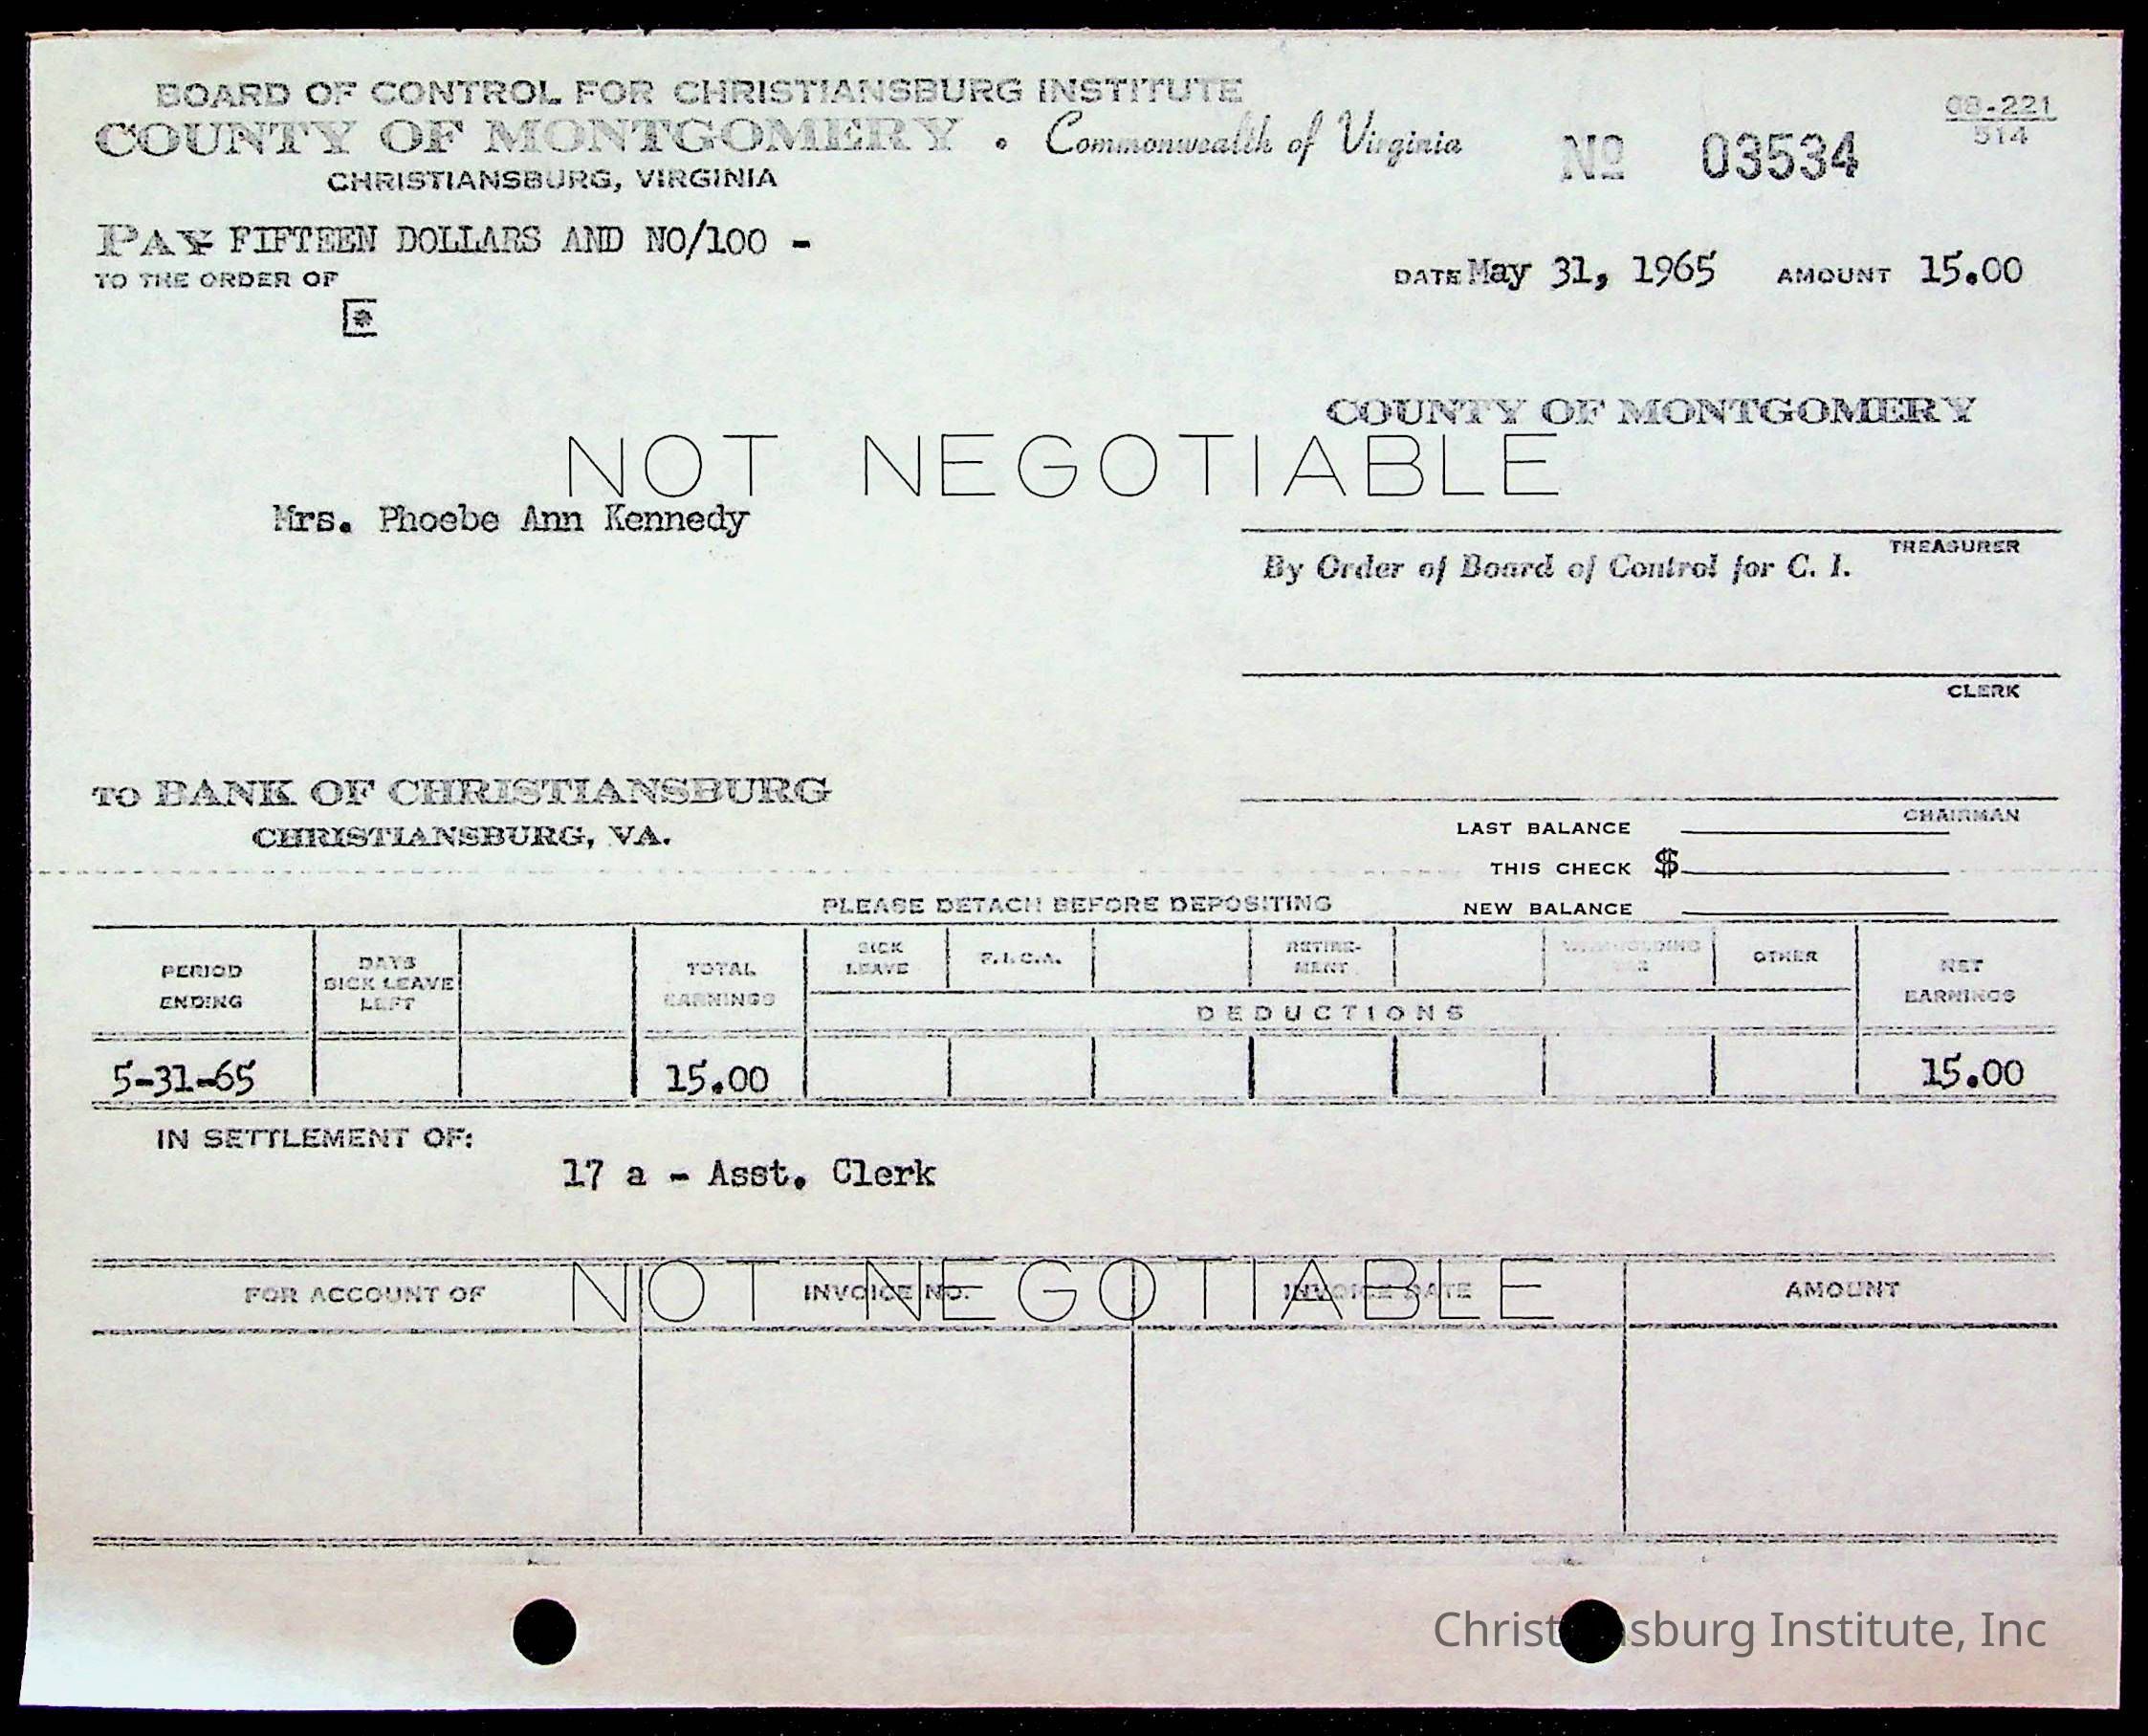 BOARD OF CONTROL FOR CHRISTIANSBURG INSTITUTE
COUNTY OF MONTGOMERY • Commonwealth of Virginia
CHRISTIANSBURG, VIRGINIA
No 03534
514
PAY FIFTEEN DOLLARS AND NO/100 -
TO THE ORDER OF
DATE May 31, 1965 AMOUNT 15.00
COUNTY OF MONTGOMERY
NOT NEGOTIABLE
Mrs. Phoebe Ann Kennedy
TREASURER
By Order of Board of Control for C. I.
CLERK
TO BANK OF CHRISTIANSBURG
CHRISTIANSBURG, VA.
CHAIRMAN
LAST BALANCE
THIS CHECK $
NEW BALANCE
PLEASE DETACH BEFORE DEPOSITING
PERIOD ENDING
DAYS SICK LEAVE LEFT
TOTAL EARNINGS
SICK LEAVE
F.I.C.A.
RETIRE-MENT
WITHHOLDING
OTHER
NET EARNINGS
DEDUCTIONS
5-31-65 15.00 15.00
IN SETTLEMENT OF:
17 a - Asst. Clerk
NOT NEGOTIABLE
FOR ACCOUNT OF INVOICE NO. INVOICE DATE AMOUNT
Christiansburg Institute, Inc